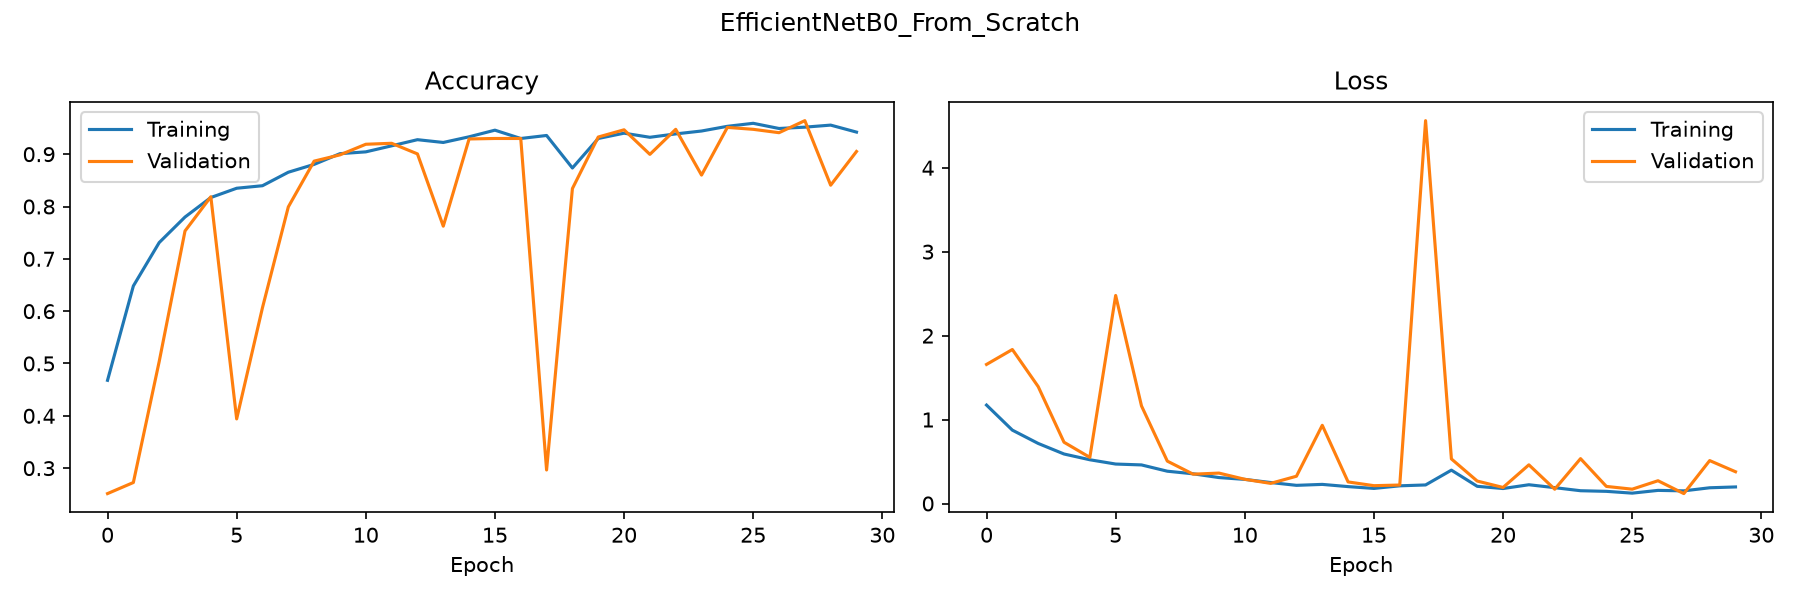 EfficientNetB0_From_Scratch
Accuracy
Training
Validation
0.9
0.8
0.7
0.6
0.5
0.4
0.3
0 5 10 15 20 25 30
Epoch
Loss
Training
Validation
4
3
2
1
0
0 5 10 15 20 25 30
Epoch